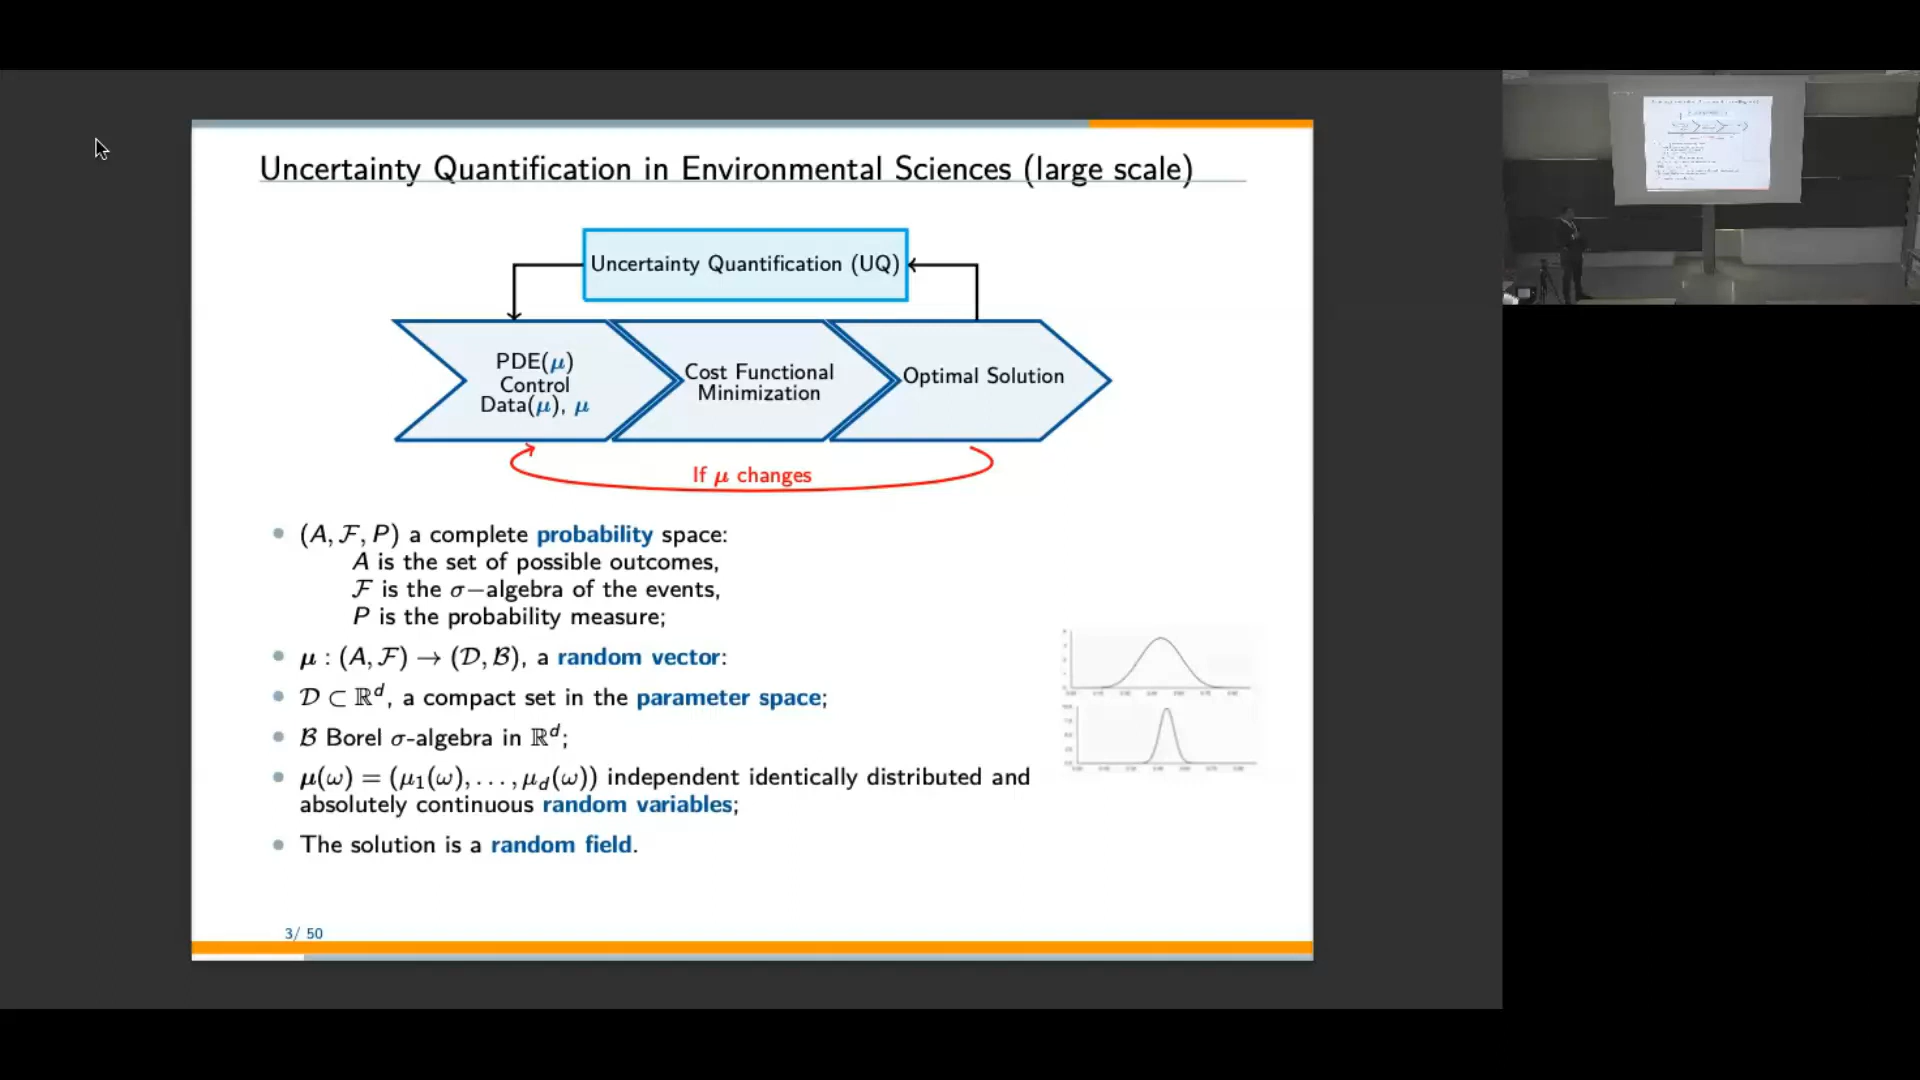 Uncertainty Quantification in Environmental Sciences (large scale)
Uncertainty Quantification (UQ)
PDE(μ)
Control
Data(μ), μ
Cost Functional
Minimization
Optimal Solution
If μ changes
(A, ℱ, P) a complete probability space:
A is the set of possible outcomes,
ℱ is the σ−algebra of the events,
P is the probability measure;
μ : (A, ℱ) → (𝒟, ℬ), a random vector:
𝒟 ⊂ ℝᵈ, a compact set in the parameter space;
ℬ Borel σ-algebra in ℝᵈ;
μ(ω) = (μ₁(ω), . . . , μ_d(ω)) independent identically distributed and
absolutely continuous random variables;
The solution is a random field.
3/ 50